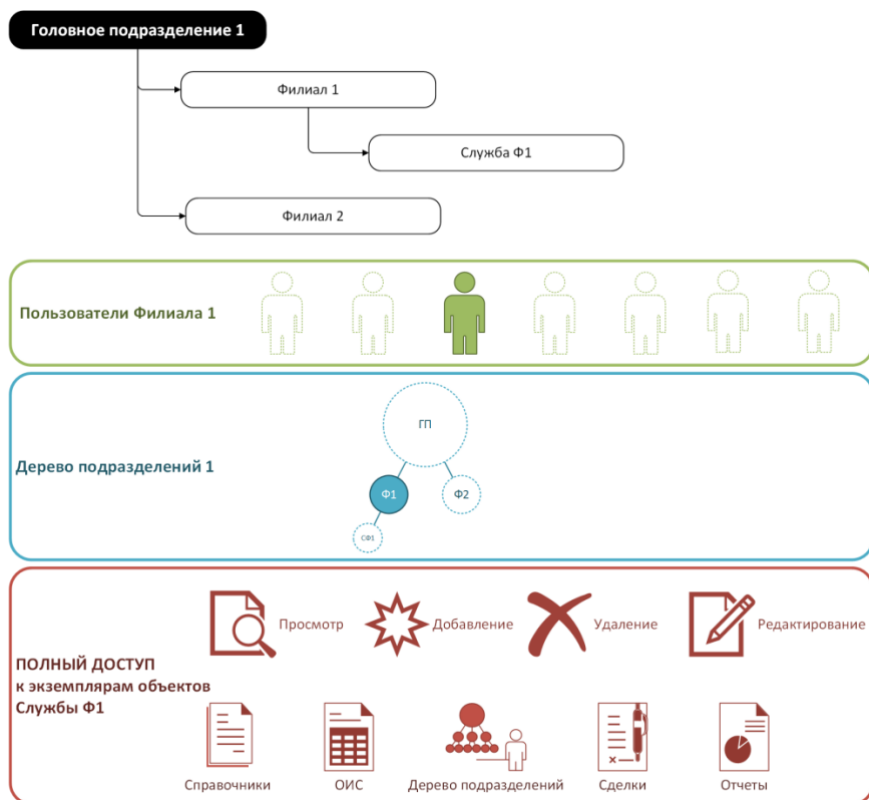 Головное подразделение 1
Филиал 1
Служба Ф1
Филиал 2
Пользователи Филиала 1
ГП
Дерево подразделений 1
Ф1
Ф2
СФ1
Просмотр
Добавление
Удаление
Редактирование
ПОЛНЫЙ ДОСТУП
к экземплярам объектов
Службы Ф1
Справочники
ОИС
Дерево подразделений
Сделки
Отчеты